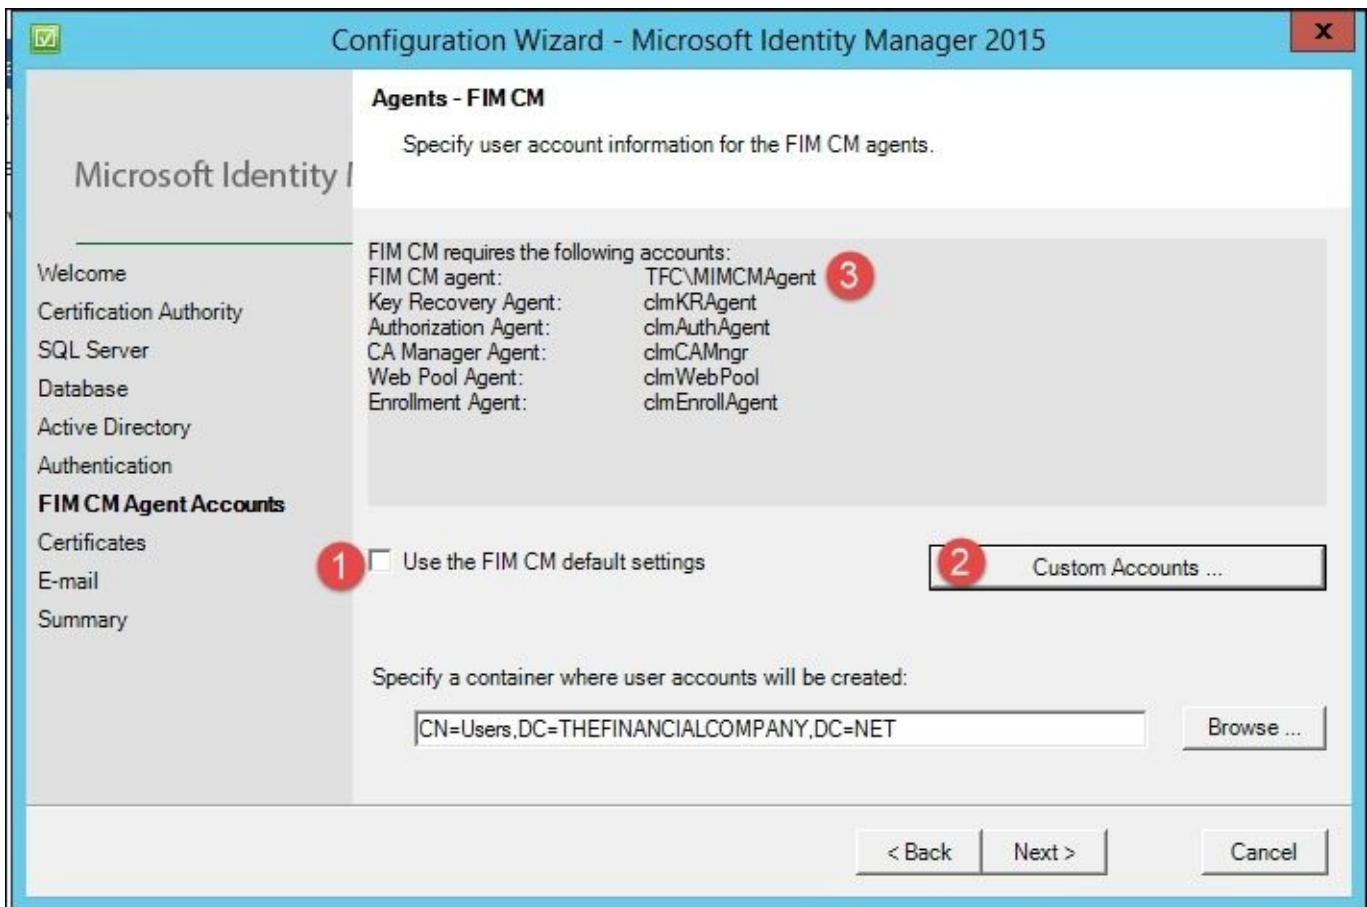 Configuration Wizard - Microsoft Identity Manager 2015
x
Agents - FIM CM
Specify user account information for the FIM CM agents.
Microsoft Identity
Welcome
Certification Authority
SQL Server
Database
Active Directory
Authentication
FIM CM Agent Accounts
Certificates
E-mail
Summary
FIM CM requires the following accounts:
FIM CM agent: TFC\MIMCMAgent 3
Key Recovery Agent: clmKRAgent
Authorization Agent: clmAuthAgent
CA Manager Agent: clmCAMngr
Web Pool Agent: clmWebPool
Enrollment Agent: clmEnrollAgent
1 Use the FIM CM default settings
2 Custom Accounts ...
Specify a container where user accounts will be created:
CN=Users,DC=THEFINANCIALCOMPANY,DC=NET
Browse ...
< Back Next > Cancel